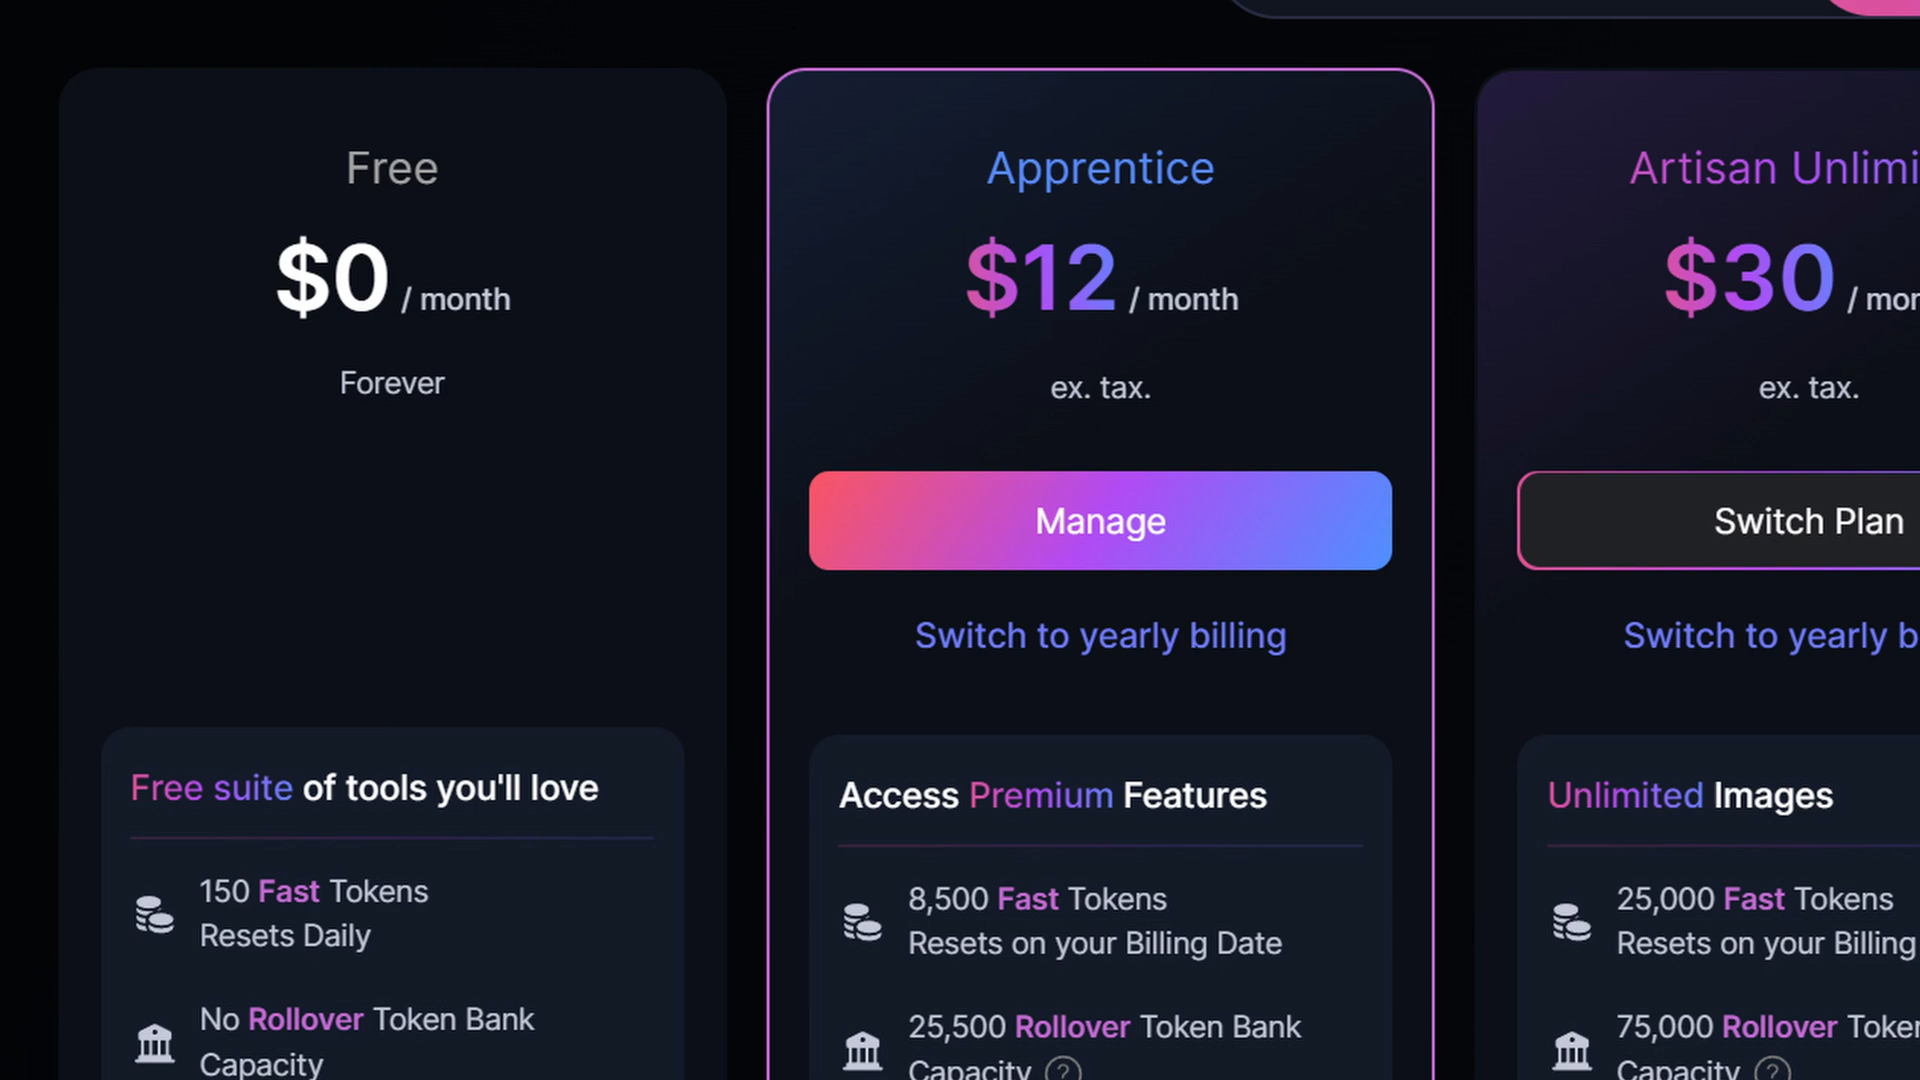 Free
$0 / month
Forever
Free suite of tools you'll love
150 Fast Tokens
Resets Daily
No Rollover Token Bank
Capacity
Apprentice
$12 / month
ex. tax.
Manage
Switch to yearly billing
Access Premium Features
8,500 Fast Tokens
Resets on your Billing Date
25,500 Rollover Token Bank
Capacity ?
Artisan Unlimi
$30 / mon
ex. tax.
Switch Plan
Switch to yearly b
Unlimited Images
25,000 Fast Tokens
Resets on your Billing
75,000 Rollover Token
Capacity ?